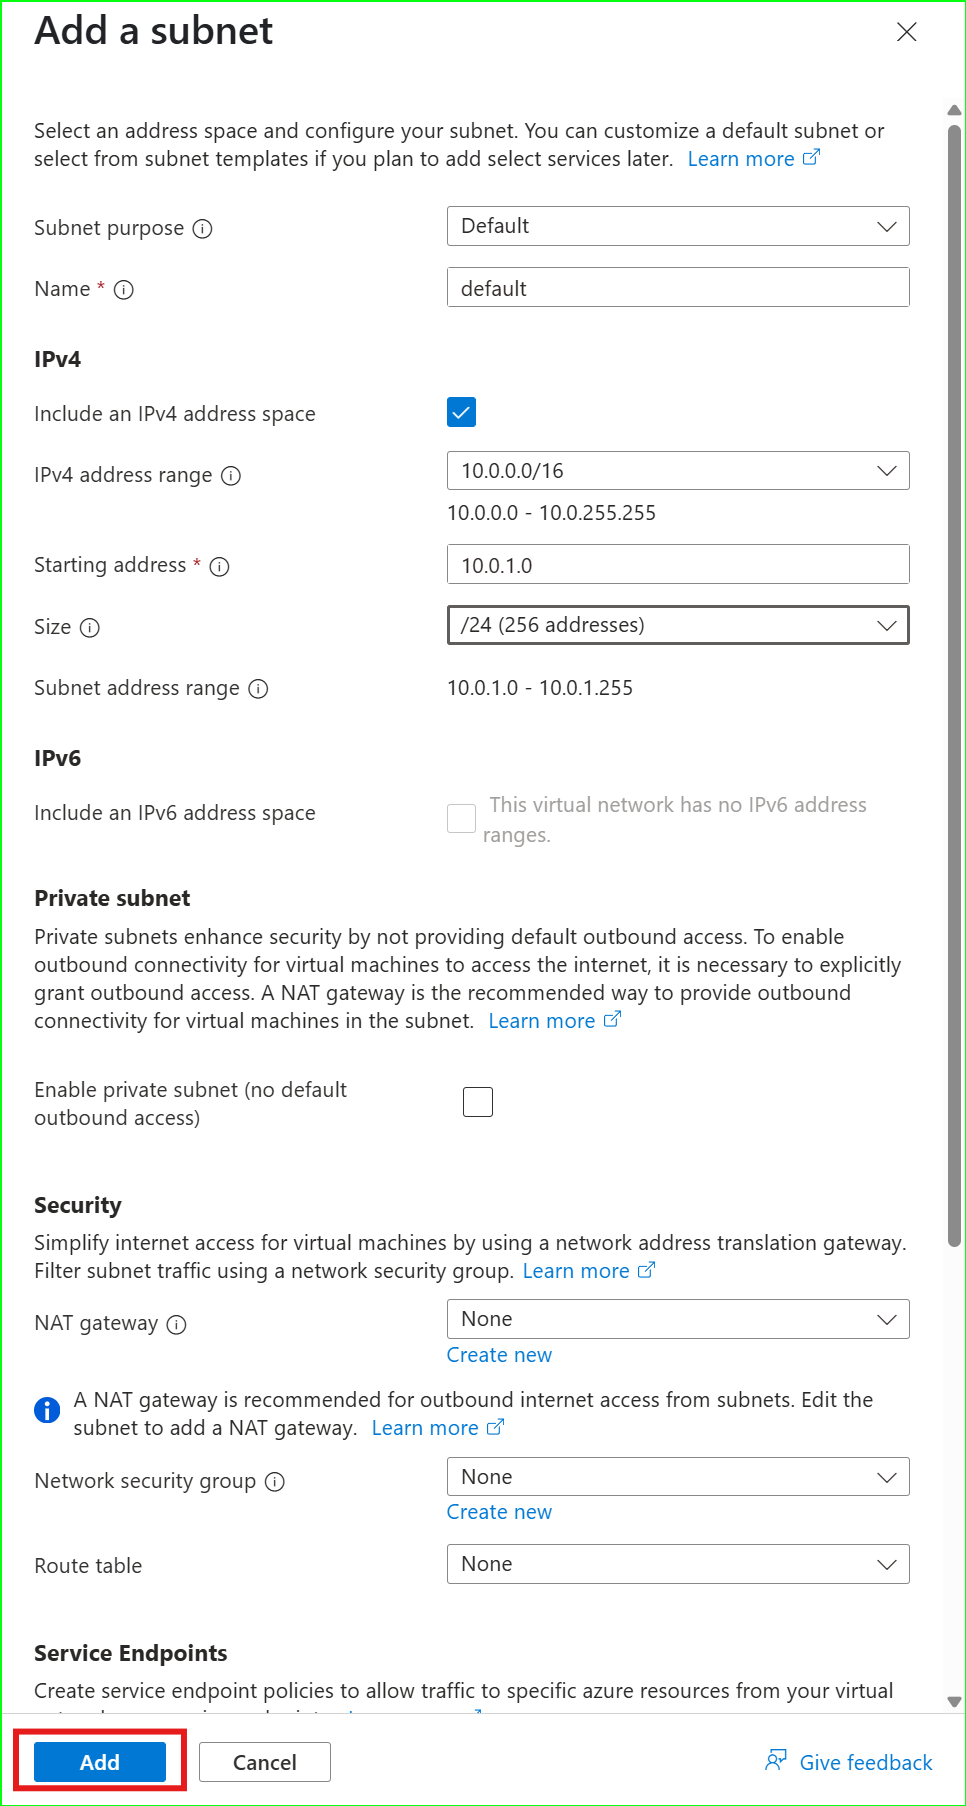 Add a subnet
Select an address space and configure your subnet. You can customize a default subnet or
select from subnet templates if you plan to add select services later. Learn more
Subnet purpose
Default
Name *
default
IPv4
Include an IPv4 address space
IPv4 address range
10.0.0.0/16
10.0.0.0 - 10.0.255.255
Starting address *
10.0.1.0
Size
/24 (256 addresses)
Subnet address range
10.0.1.0 - 10.0.1.255
IPv6
Include an IPv6 address space
This virtual network has no IPv6 address
ranges.
Private subnet
Private subnets enhance security by not providing default outbound access. To enable
outbound connectivity for virtual machines to access the internet, it is necessary to explicitly
grant outbound access. A NAT gateway is the recommended way to provide outbound
connectivity for virtual machines in the subnet. Learn more
Enable private subnet (no default
outbound access)
Security
Simplify internet access for virtual machines by using a network address translation gateway.
Filter subnet traffic using a network security group. Learn more
NAT gateway
None
Create new
A NAT gateway is recommended for outbound internet access from subnets. Edit the
subnet to add a NAT gateway. Learn more
Network security group
None
Create new
Route table
None
Service Endpoints
Create service endpoint policies to allow traffic to specific azure resources from your virtual
Add
Cancel
Give feedback